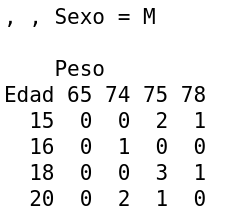 , , Sexo = M
Peso
Edad 65 74 75 78
15 0 0 2 1
16 0 1 0 0
18 0 0 3 1
20 0 2 1 0